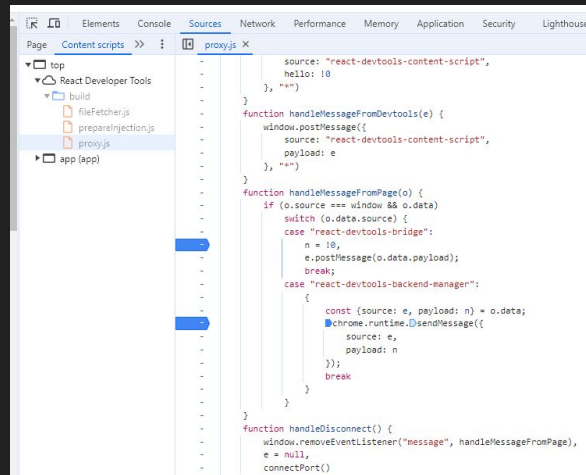 Elements Console Sources Network Performance Memory Application Security Lighthouse
Page Content scripts proxy.js
top
React Developer Tools
build
fileFetcher.js
prepareInjection.js
proxy.js
app (app)
source: "react-devtools-content-script",
hello: !0
}, "*")
}
function handleMessageFromDevtools(e) {
window.postMessage({
source: "react-devtools-content-script",
payload: e
}, "*")
}
function handleMessageFromPage(o) {
if (o.source === window && o.data)
switch (o.data.source) {
case "react-devtools-bridge":
n = !0,
e.postMessage(o.data.payload);
break;
case "react-devtools-backend-manager":
{
const {source: e, payload: n} = o.data;
chrome.runtime.sendMessage({
source: e,
payload: n
});
break
}
}
}
function handleDisconnect() {
window.removeEventListener("message", handleMessageFromPage),
e = null,
connectPort()